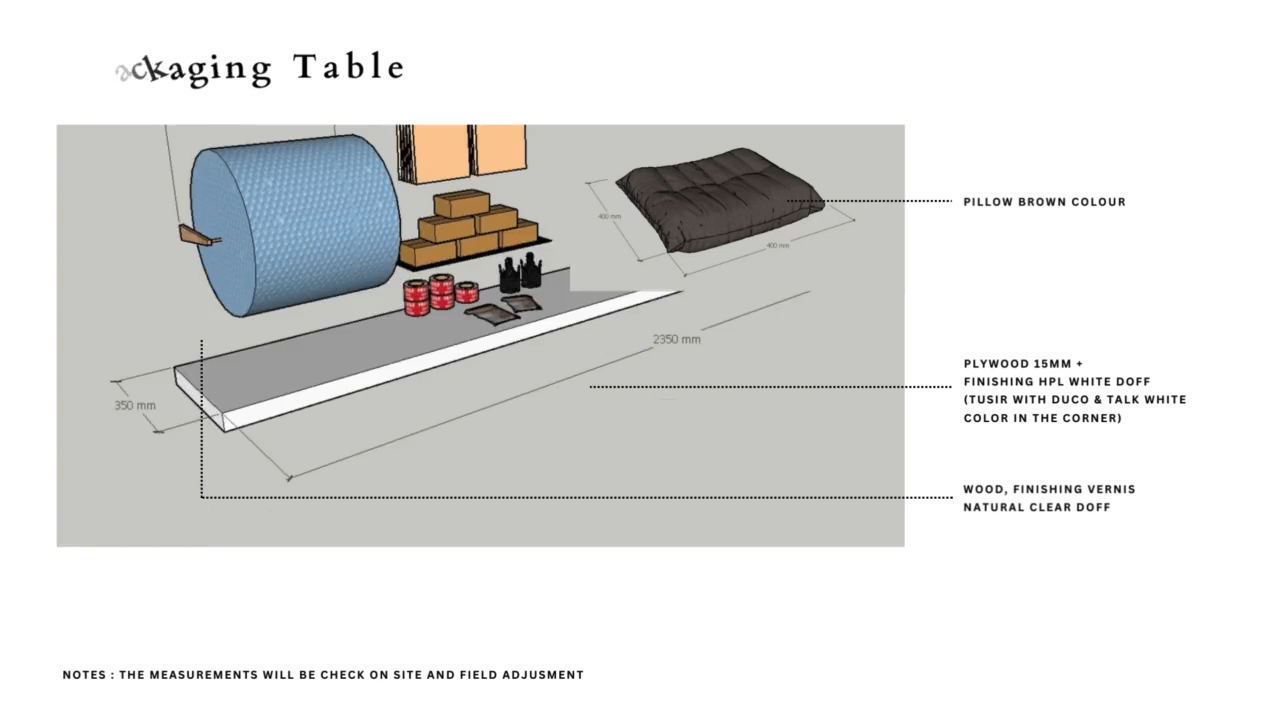 ackaging Table
400 mm
400 mm
2350 mm
350 mm
PILLOW BROWN COLOUR
PLYWOOD 15MM +
FINISHING HPL WHITE DOFF
(TUSIR WITH DUCO & TALK WHITE
COLOR IN THE CORNER)
WOOD, FINISHING VERNIS
NATURAL CLEAR DOFF
NOTES : THE MEASUREMENTS WILL BE CHECK ON SITE AND FIELD ADJUSMENT